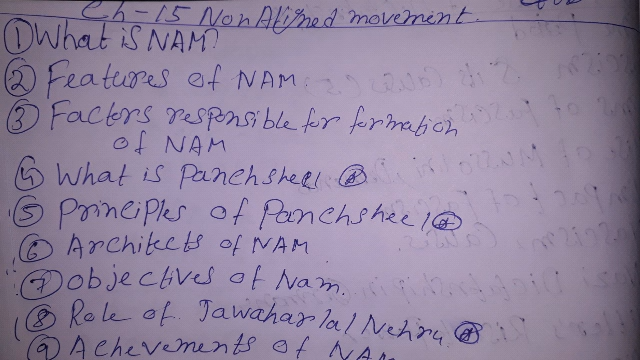 Ch-15 Non Aligned movement.
① What is NAM?
② Features of NAM
③ Factors responsible for formation
of NAM
④ What is Panchsheel
⑤ Principles of Panchsheel
⑥ Architects of NAM
⑦ Objectives of Nam.
⑧ Role of Jawaharlal Nehru
⑨ Achevements of NAM